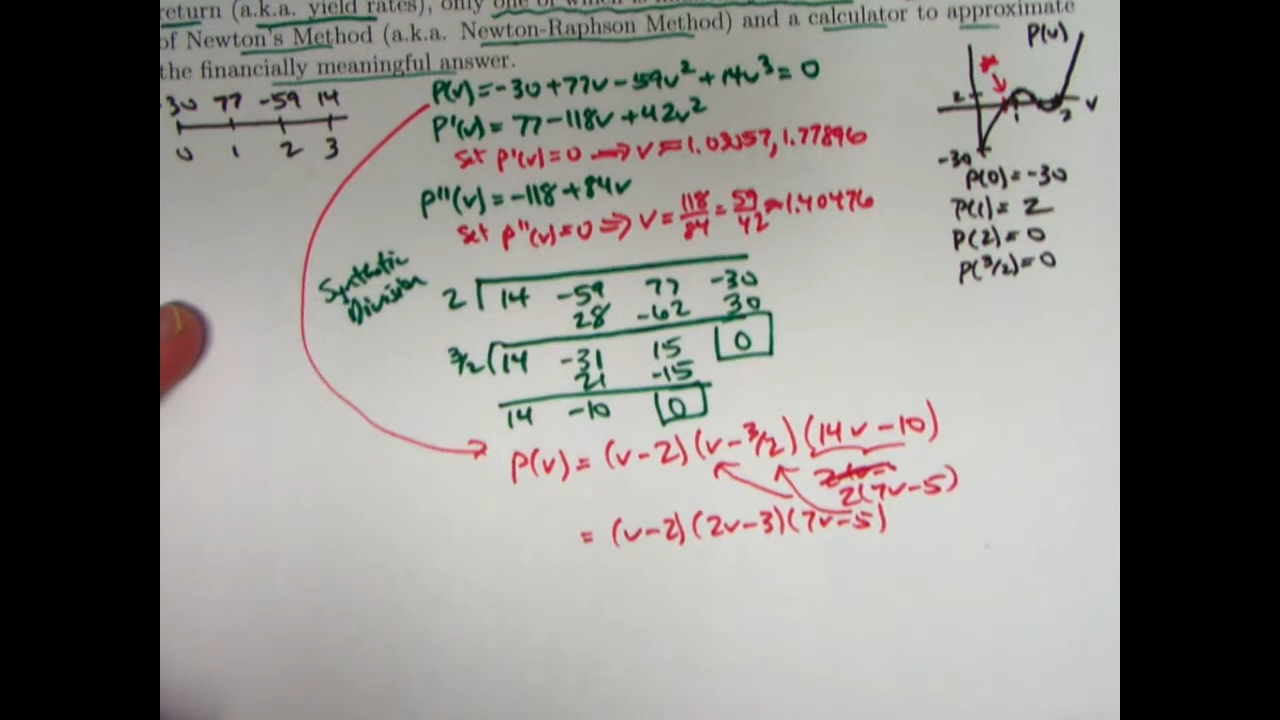 return (a.k.a. yield rates), only one of which is
of Newton's Method (a.k.a. Newton-Raphson Method) and a calculator to approximate
the financially meaningful answer.
-30 77 -59 14
0 1 2 3
P(v) = -30 + 77v - 59v² + 14v³ = 0
P'(v) = 77 - 118v + 42v²
Set P'(v) = 0 ⟹ v ≈ 1.03057, 1.77896
P''(v) = -118 + 84v
Set P''(v) = 0 ⟹ v = 118/84 = 59/42 ≈ 1.40476
P(v)
2
1
2
v
-30
P(0) = -30
P(1) = 2
P(2) = 0
P(3/2) = 0
Synthetic
Division
2 14 -59 77 -30
28 -62 30
3/2 14 -31 15 0
21 -15
14 -10 0
P(v) = (v-2)(v-3/2)(14v-10)
2(7v-5)
= (v-2)(2v-3)(7v-5)